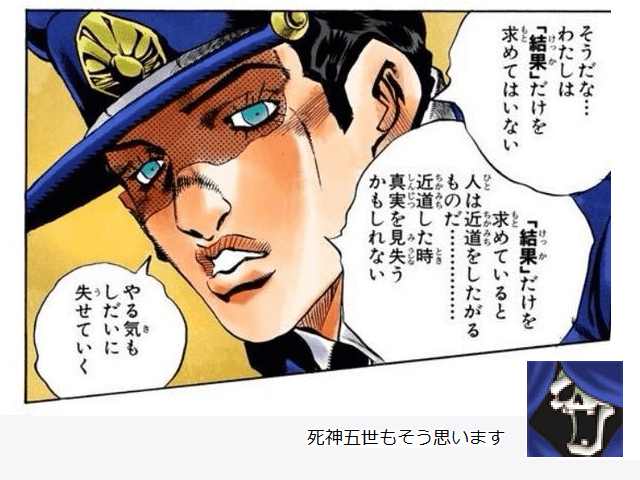 そうだな…
わたしは
「結果」だけを
求めてはいない
「結果」だけを
求めていると
人は近道をしたがる
ものだ………………
近道した時
真実を見失う
かもしれない
やる気も
しだいに
失せていく
死神五世もそう思います